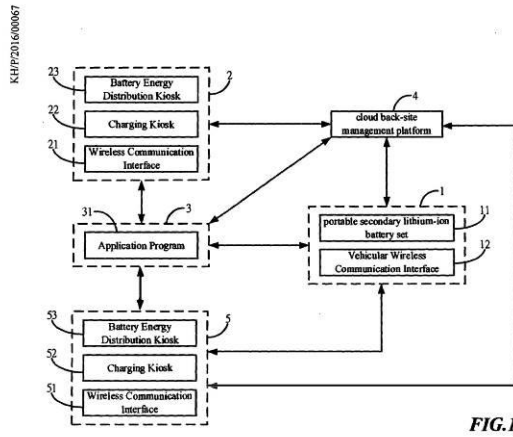 KH/P/2016/00067
23
Battery Energy
Distribution Kiosk
2
22
Charging Kiosk
21
Wireless Communication
Interface
4
cloud back-site
management platform
1
portable secondary lithium-ion
battery set
11
Vehicular Wireless
Communication Interface
12
3
31
Application Program
53
Battery Energy
Distribution Kiosk
5
52
Charging Kiosk
51
Wireless Communication
Interface
FIG.1